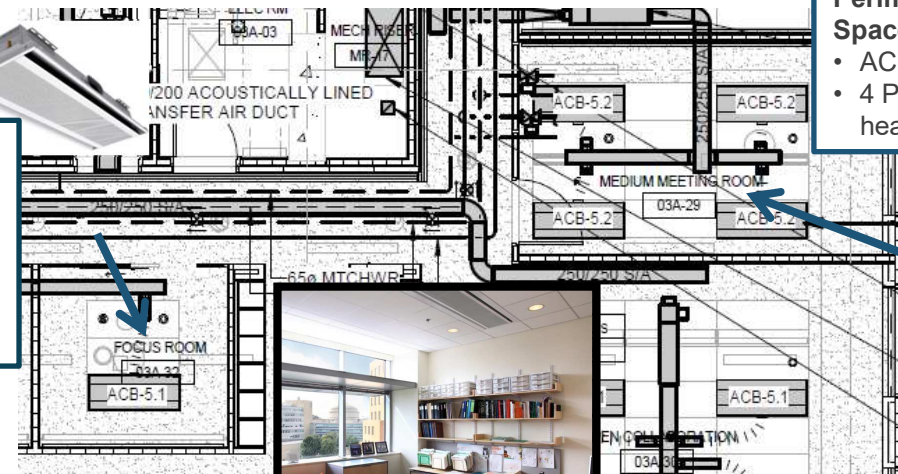 ELEC RM
03A-03
MECH RISER
MR-17
/200 ACOUSTICALLY LINED
ANSFER AIR DUCT
250/250 S/A
65ø MTCHWR
FOCUS ROOM
03A-32
ACB-5.1
ACB-5.2
ACB-5.2
250/250 S/A
MEDIUM MEETING ROOM
03A-29
ACB-5.2
ACB-5.2
250/250 S/A
ACB-5.1
EN COLLABORATION
03A-30
Space
• AC
• 4 P
hea